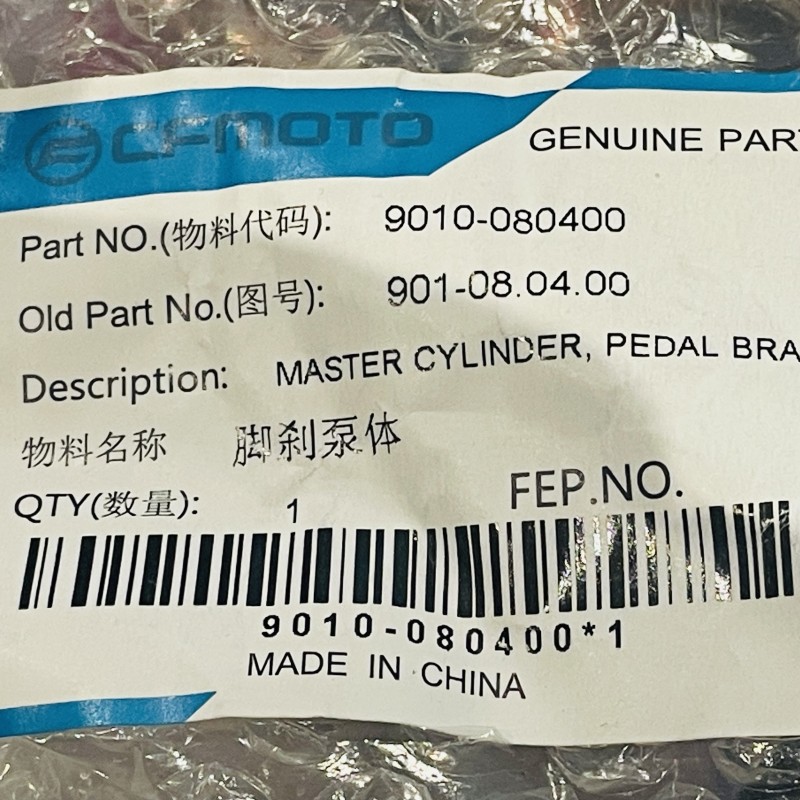 CFMOTO
GENUINE PAR
Part NO.(物料代码): 9010-080400
Old Part No.(图号): 901-08.04.00
Description: MASTER CYLINDER, PEDAL BRA
物料名称 脚刹泵体
QTY(数量): 1 FEP.NO.
9010-080400*1
MADE IN CHINA